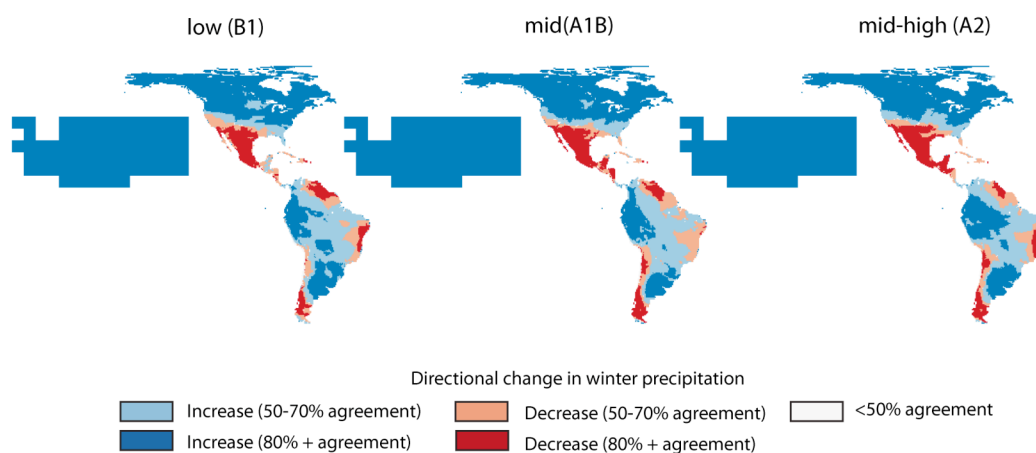 low (B1)
mid(A1B)
mid-high (A2)
Directional change in winter precipitation
Increase (50-70% agreement)
Decrease (50-70% agreement)
<50% agreement
Increase (80% + agreement)
Decrease (80% + agreement)